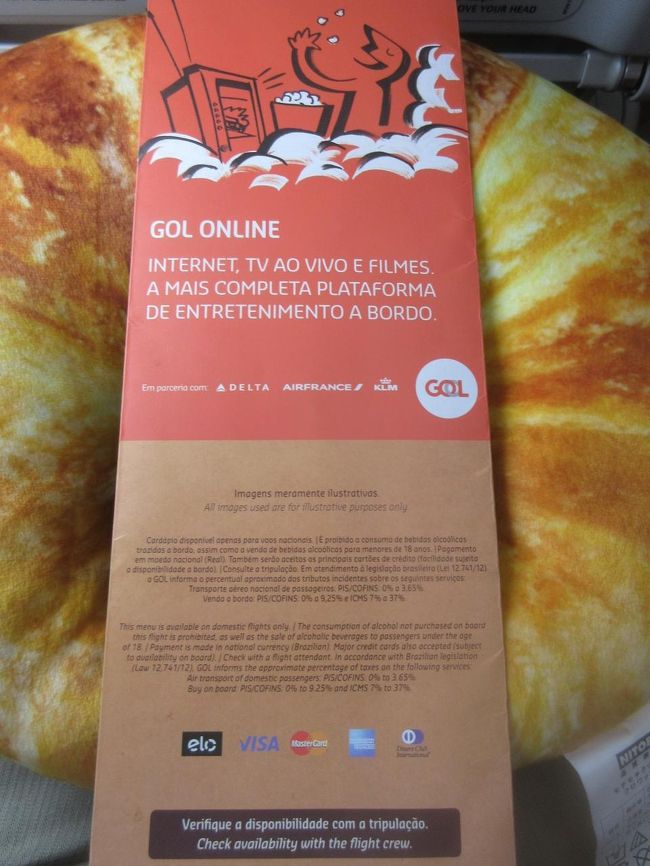 OVE YOUR HEAD
GOL ONLINE
INTERNET, TV AO VIVO E FILMES.
A MAIS COMPLETA PLATAFORMA
DE ENTRETENIMENTO A BORDO.
Em parceria com: DELTA AIRFRANCE KLM GOL
Imagens meramente ilustrativas.
All images used are for illustrative purposes only.
Cardápio disponível apenas para voos nacionais. | É proibido o consumo de bebidas alcoólicas
trazidas a bordo, assim como a venda de bebidas alcoólicas para menores de 18 anos. | Pagamento
em moeda nacional (Real). Também serão aceitos os principais cartões de crédito (facilidade sujeita
a disponibilidade a bordo). | Consulte a tripulação. Em atendimento à legislação brasileira (Lei 12.741/12)
a GOL informa o percentual aproximado dos tributos incidentes sobre os seguintes serviços:
Transporte aéreo nacional de passageiros: PIS/COFINS: 0% a 3,65%.
Venda a bordo: PIS/COFINS: 0% a 9,25% e ICMS 7% a 37%.
This menu is available on domestic flights only. | The consumption of alcohol not purchased on board
this flight is prohibited, as well as the sale of alcoholic beverages to passengers under the age
of 18. | Payment is made in national currency (Brazilian). Major credit cards also accepted (subject
to availability on board). | Check with a flight attendant. In accordance with Brazilian legislation
(Law 12,741/12), GOL informs the approximate percentage of taxes on the following services:
Air transport of domestic passengers: PIS/COFINS: 0% to 3.65%.
Buy on board: PIS/COFINS: 0% to 9.25% and ICMS 7% to 37%.
elo VISA MasterCard Diners Club
International
NITOR
Verifique a disponibilidade com a tripulação.
Check availability with the flight crew.